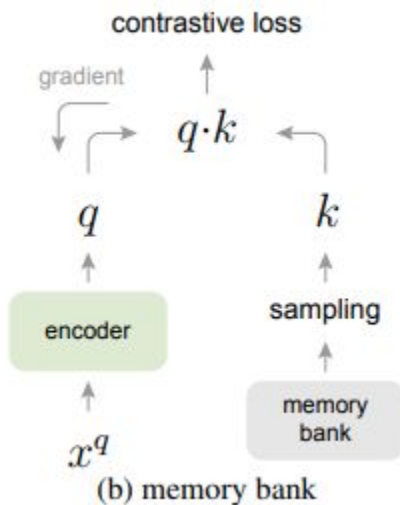 contrastive loss
gradient
q·k
q
k
encoder
sampling
memory
bank
x^q
(b) memory bank